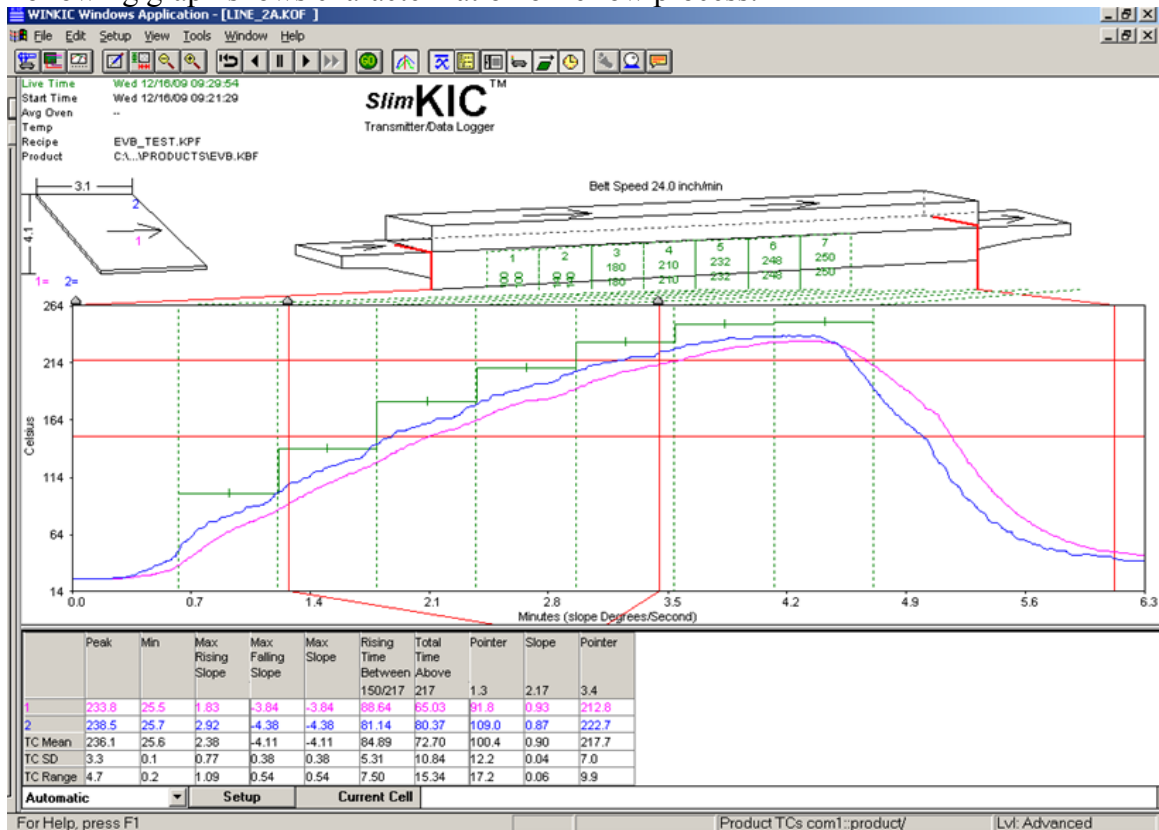 WINKIC Windows Application - [LINE_2A.KOF ]
File Edit Setup View Tools Window Help
GO
Live Time Wed 12/16/09 09:29:54
Start Time Wed 12/16/09 09:21:29
Avg Oven --
Temp
Recipe EVB_TEST.KPF
Product C:\...\PRODUCTS\EVB.KBF
SlimKIC™
Transmitter/Data Logger
Belt Speed 24.0 inch/min
3.1
4.1
2
1
1= 2=
1 2 3 4 5 6 7
180 210 232 248 250
180 210 232 248 250
264
214
164
114
64
14
Celsius
0.0 0.7 1.4 2.1 2.8 3.5 4.2 4.9 5.6 6.3
Minutes (slope Degrees/Second)
Peak Min Max Rising Slope Max Falling Slope Max Slope Rising Time Between 150/217 Total Time Above 217 Pointer 1.3 Slope 2.17 Pointer 3.4
1 233.8 25.5 1.83 -3.84 -3.84 88.64 65.03 91.8 0.93 212.8
2 238.5 25.7 2.92 -4.38 -4.38 81.14 80.37 109.0 0.87 222.7
TC Mean 236.1 25.6 2.38 -4.11 -4.11 84.89 72.70 100.4 0.90 217.7
TC SD 3.3 0.1 0.77 0.38 0.38 5.31 10.84 12.2 0.04 7.0
TC Range 4.7 0.2 1.09 0.54 0.54 7.50 15.34 17.2 0.06 9.9
Automatic Setup Current Cell
For Help, press F1 Product TCs com1::product/ Lvl: Advanced